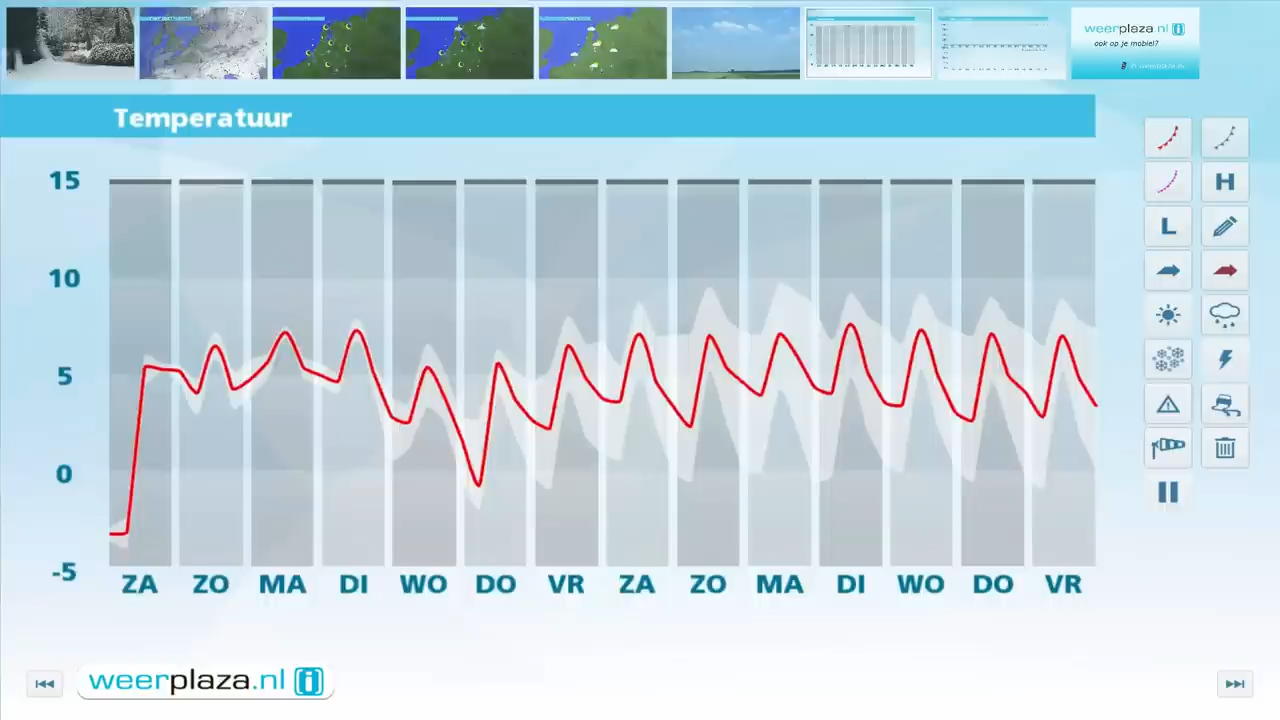 weerplaza.nl
ook op je mobiel?
Temperatuur
15
10
5
0
-5
ZA ZO MA DI WO DO VR ZA ZO MA DI WO DO VR
H
L
weerplaza.nl